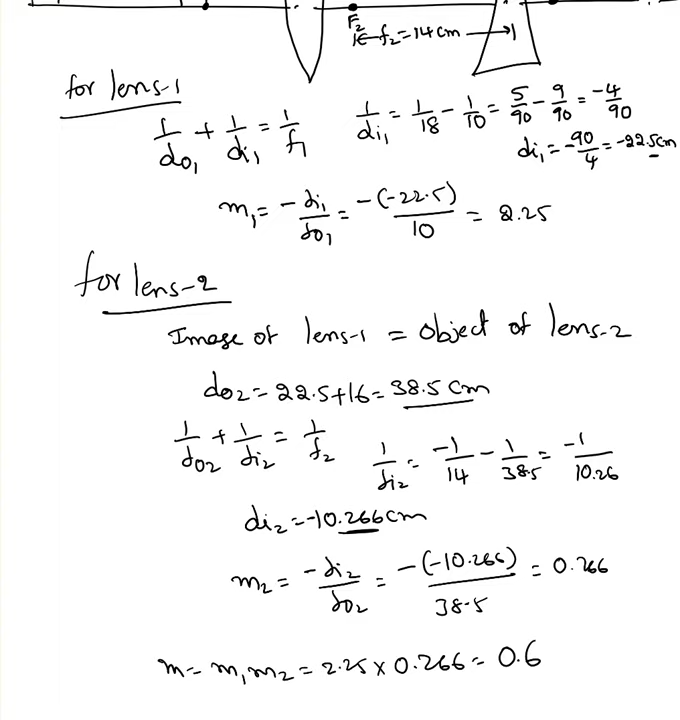 F₂
k f₂=14cm →|
for lens-1
1/do₁ + 1/di₁ = 1/f₁
1/di₁ = 1/18 - 1/10 = 5/90 - 9/90 = -4/90
di₁ = -90/4 = -22.5cm
m₁ = -di₁/do₁ = -(-22.5)/10 = 2.25
for lens-2
Image of lens-1 = Object of lens-2
do₂ = 22.5+16 = 38.5 cm
1/do₂ + 1/di₂ = 1/f₂
1/di₂ = -1/14 - 1/38.5 = -1/10.26
di₂ = -10.266cm
m₂ = -di₂/do₂ = -(-10.266)/38.5 = 0.266
m = m₁m₂ = 2.25 × 0.266 = 0.6